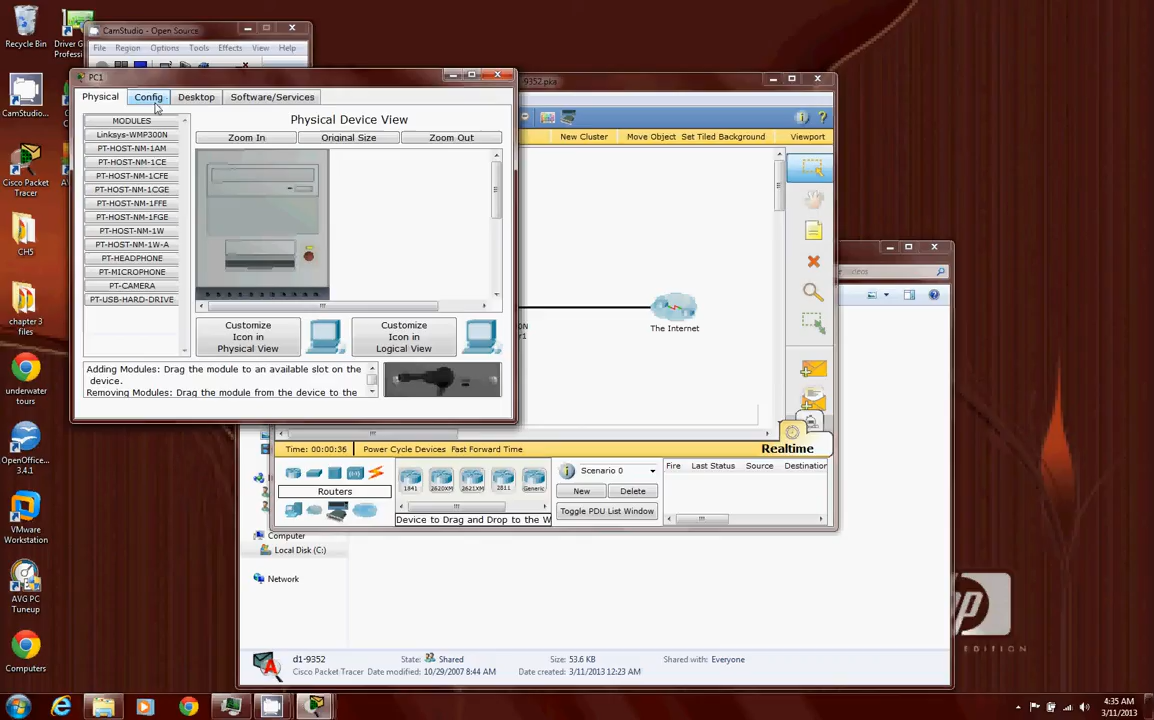 Recycle Bin
Driver G
Professi
CamStudio
Cisco Packet
Tracer
CH5
chapter 3
files
underwater
tours
OpenOffice....
3.4.1
VMware
Workstation
AVG PC
Tuneup
Computers
CamStudio - Open Source
File Region Options Tools Effects View Help
PC1
Physical Config Desktop Software/Services
MODULES
Linksys-WMP300N
PT-HOST-NM-1AM
PT-HOST-NM-1CE
PT-HOST-NM-1CFE
PT-HOST-NM-1CGE
PT-HOST-NM-1FFE
PT-HOST-NM-1FGE
PT-HOST-NM-1W
PT-HOST-NM-1W-A
PT-HEADPHONE
PT-MICROPHONE
PT-CAMERA
PT-USB-HARD-DRIVE
Physical Device View
Zoom In Original Size Zoom Out
Customize
Icon in
Physical View
Customize
Icon in
Logical View
Adding Modules: Drag the module to an available slot on the
device.
Removing Modules: Drag the module from the device to the
-9352.pka
New Cluster Move Object Set Tiled Background Viewport
The Internet
Time: 00:00:36 Power Cycle Devices Fast Forward Time
Realtime
Routers
1841 2620XM 2621XM 2811 Generic
Device to Drag and Drop to the W
Scenario 0
New Delete
Toggle PDU List Window
Fire Last Status Source Destination
Computer
Local Disk (C:)
Network
d1-9352 State: Shared Size: 53.6 KB Shared with: Everyone
Cisco Packet Tracer Date modified: 10/29/2007 8:44 AM Date created: 3/11/2013 12:23 AM
hp
4:35 AM
3/11/2013